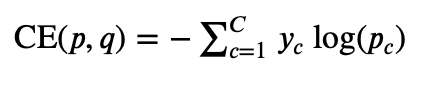 CE(p, q) = − ∑_{c=1}^{C} y_c log(p_c)